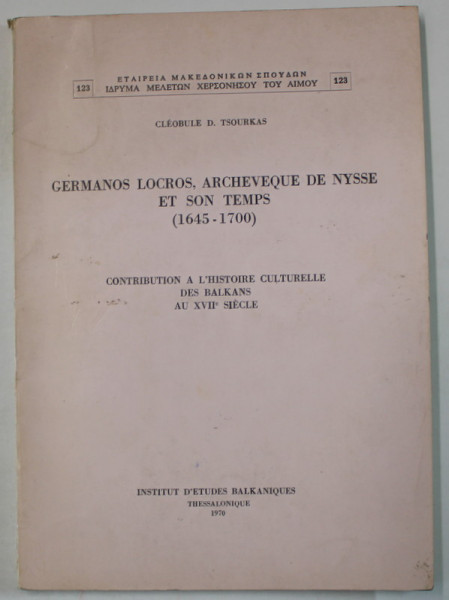 ΕΤΑΙΡΕΙΑ ΜΑΚΕΔΟΝΙΚΩΝ ΣΠΟΥΔΩΝ
123 ΙΔΡΥΜΑ ΜΕΛΕΤΩΝ ΧΕΡΣΟΝΗΣΟΥ ΤΟΥ ΑΙΜΟΥ 123
CLÉOBULE D. TSOURKAS
GERMANOS LOCROS, ARCHEVEQUE DE NYSSE
ET SON TEMPS
(1645-1700)
CONTRIBUTION A L'HISTOIRE CULTURELLE
DES BALKANS
AU XVIIe SIÈCLE
INSTITUT D'ETUDES BALKANIQUES
THESSALONIQUE
1970